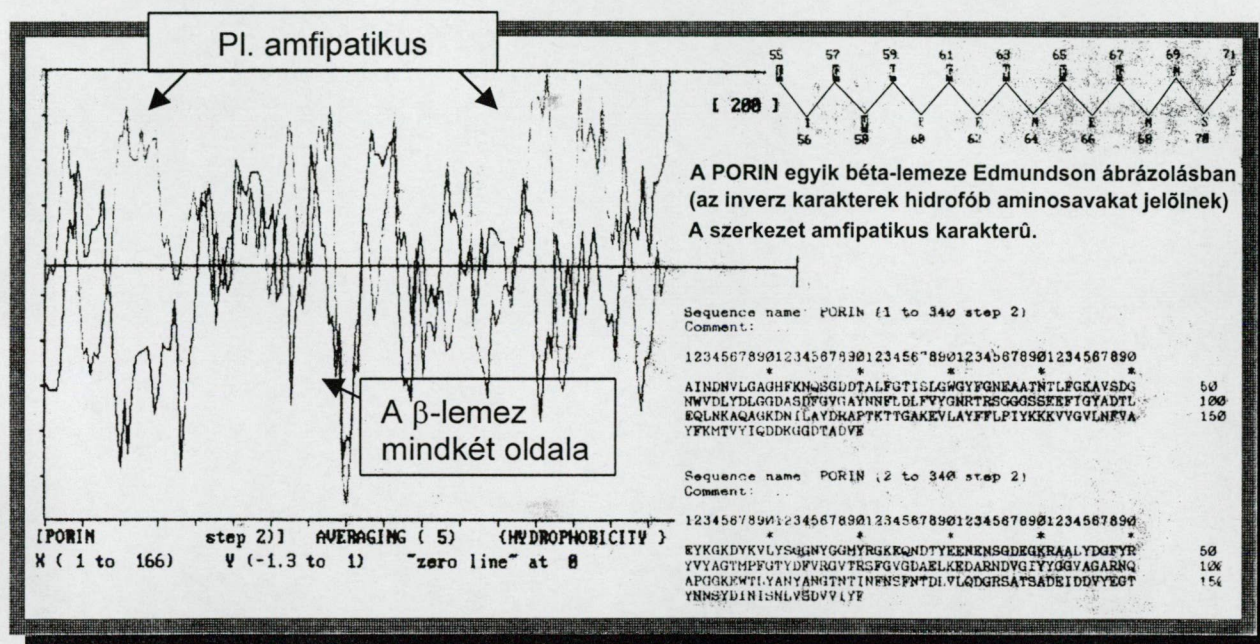 Pl. amfipatikus
A β-lemez
mindkét oldala
[PORIN step 2)] AVERAGING ( 5) {HYDROPHOBICITY }
X ( 1 to 166) Y (-1.3 to 1) "zero line" at 0
55 57 59 61 63 65 67 69 71
[ 200 ]
56 58 60 62 64 66 68 70
A PORIN egyik béta-lemeze Edmundson ábrázolásban
(az inverz karakterek hidrofób aminosavakat jelőlnek)
A szerkezet amfipatikus karakterû.
Sequence name PORIN (1 to 340 step 2)
Comment:
12345678901234567890123456789012345678901234567890
* * * * *
AINDNVLGAGHFKNQSGDDTALFGTISLGWGYFGNEAATNTLFGKAVSDG 50
NWVDLYDLGGDASDFGVGAYNNFLDLFVYGNRTRSGGGSSEEFTGYADTL 100
EQLNKAQAGKDNILAYDKAPTKTTGAKEVLAYFFLPIYKKKVVGVLNFVA 150
YFKMTVYIQDDKGGDTADVF
Sequence name PORIN (2 to 340 step 2)
Comment:
12345678901234567890123456789012345678901234567890
* * * * *
50
100